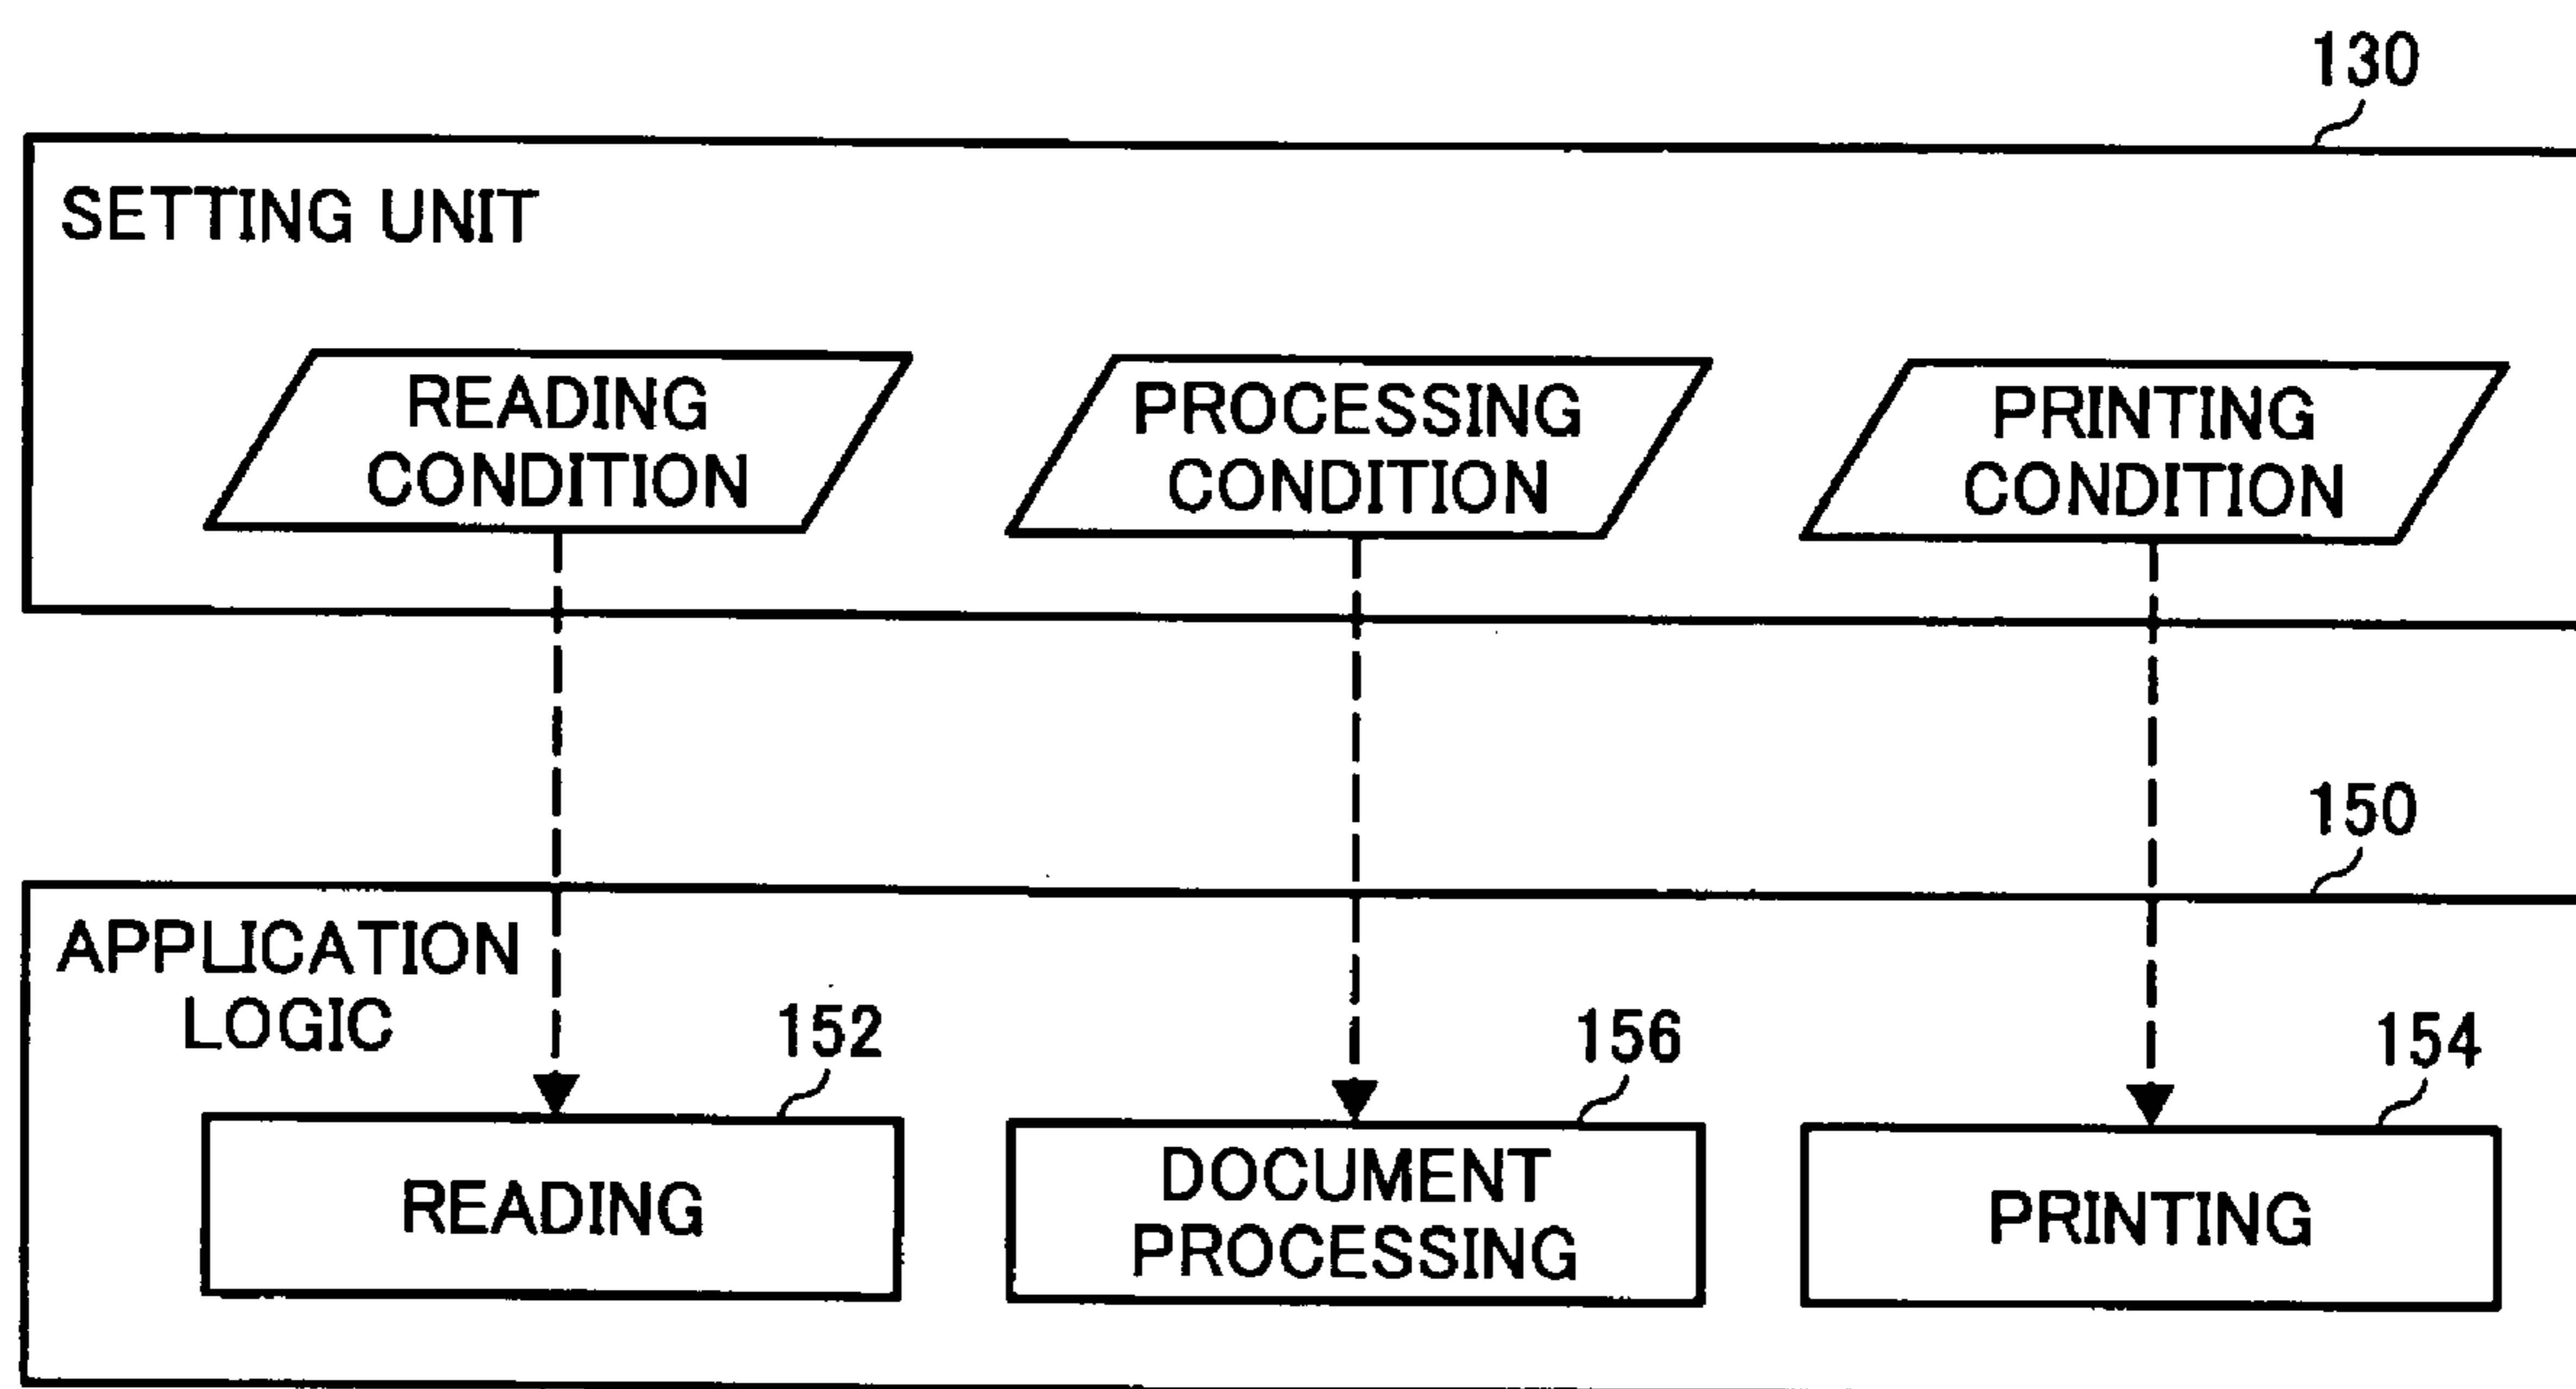 130
SETTING UNIT
READING
CONDITION
PROCESSING
CONDITION
PRINTING
CONDITION
150
APPLICATION
LOGIC
152
156
154
READING
DOCUMENT
PROCESSING
PRINTING